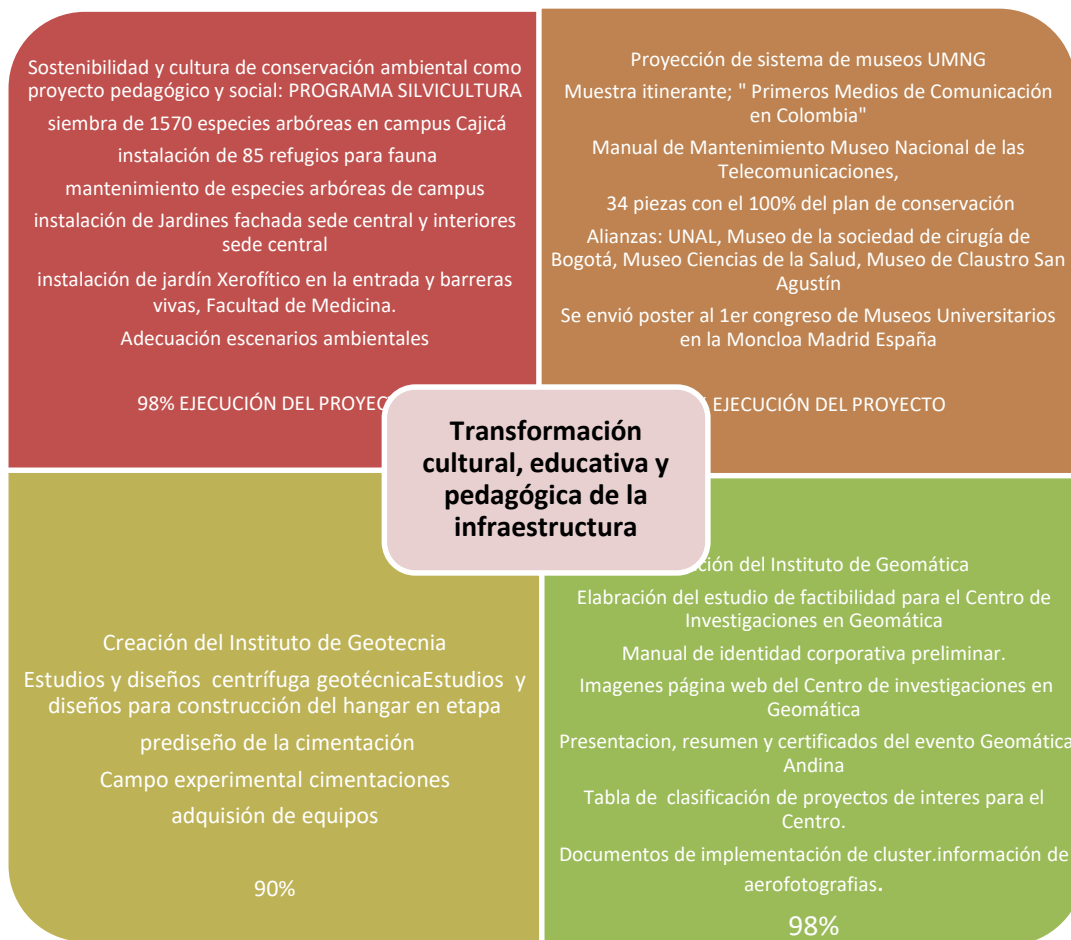 Sostenibilidad y cultura de conservación ambiental como
proyecto pedagógico y social: PROGRAMA SILVICULTURA
siembra de 1570 especies arbóreas en campus Cajicá
instalación de 85 refugios para fauna
mantenimiento de especies arbóreas de campus
instalación de Jardines fachada sede central y interiores
sede central
instalación de jardín Xerofítico en la entrada y barreras
vivas, Facultad de Medicina.
Adecuación escenarios ambientales
98% EJECUCIÓN DEL PROYEC
Proyección de sistema de museos UMNG
Muestra itinerante; " Primeros Medios de Comunicación
en Colombia"
Manual de Mantenimiento Museo Nacional de las
Telecomunicaciones,
34 piezas con el 100% del plan de conservación
Alianzas: UNAL, Museo de la sociedad de cirugía de
Bogotá, Museo Ciencias de la Salud, Museo de Claustro San
Agustín
Se envió poster al 1er congreso de Museos Universitarios
en la Moncloa Madrid España
EJECUCIÓN DEL PROYECTO
Transformación
cultural, educativa y
pedagógica de la
infraestructura
Creación del Instituto de Geotecnia
Estudios y diseños centrífuga geotécnicaEstudios y
diseños para construcción del hangar en etapa
prediseño de la cimentación
Campo experimental cimentaciones
adquisión de equipos
90%
ción del Instituto de Geomática
Elabración del estudio de factibilidad para el Centro de
Investigaciones en Geomática
Manual de identidad corporativa preliminar.
Imagenes página web del Centro de investigaciones en
Geomática
Presentacion, resumen y certificados del evento Geomática
Andina
Tabla de clasificación de proyectos de interes para el
Centro.
Documentos de implementación de cluster.información de
aerofotografias.
98%